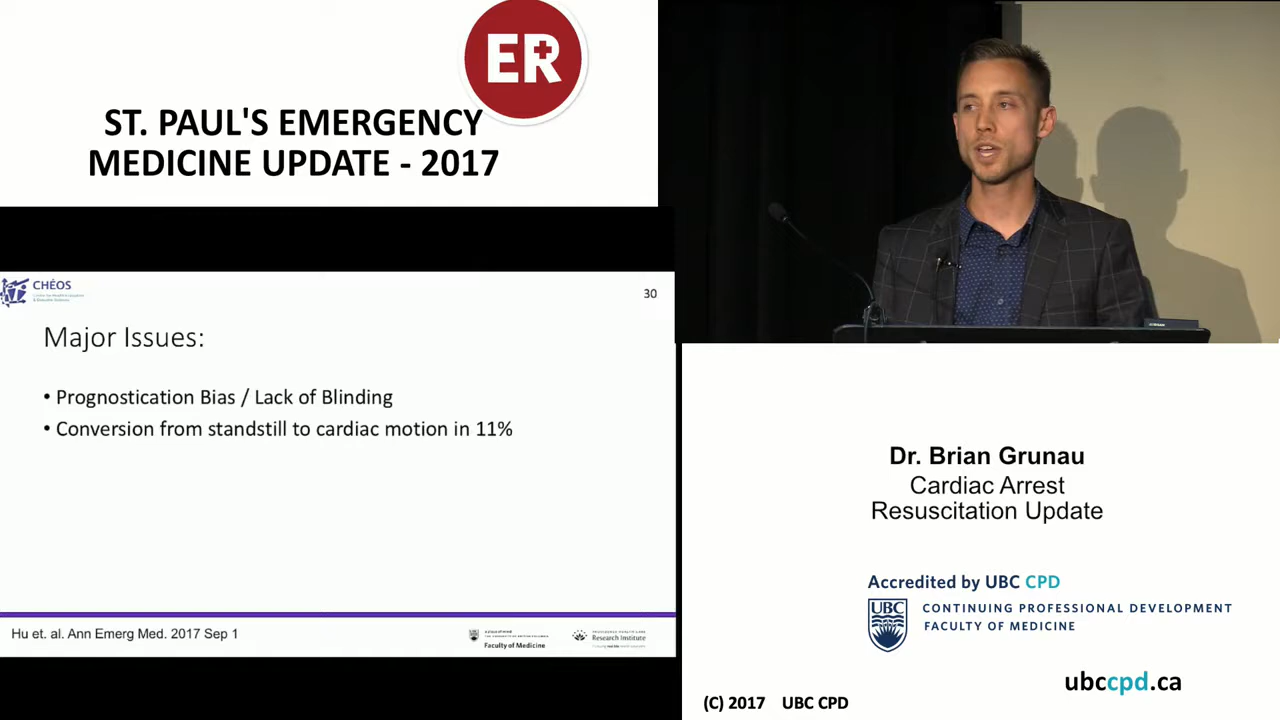 ER
ST. PAUL'S EMERGENCY
MEDICINE UPDATE - 2017
CHÉOS
30
Major Issues:
• Prognostication Bias / Lack of Blinding
• Conversion from standstill to cardiac motion in 11%
Hu et. al. Ann Emerg Med. 2017 Sep 1
Faculty of Medicine
Research Institute
Dr. Brian Grunau
Cardiac Arrest
Resuscitation Update
Accredited by UBC CPD
UBC
CONTINUING PROFESSIONAL DEVELOPMENT
FACULTY OF MEDICINE
ubccpd.ca
(C) 2017 UBC CPD